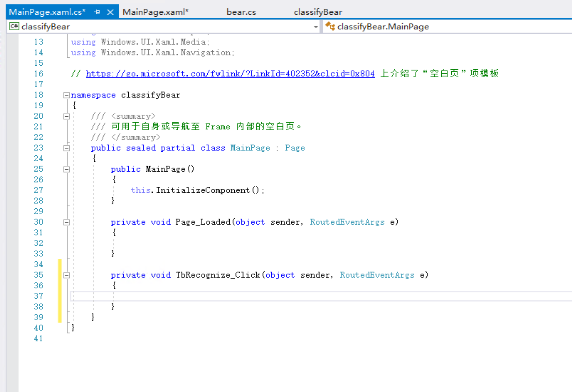 MainPage.xaml.cs* MainPage.xaml* bear.cs classifyBear
classifyBear classifyBear.MainPage
13 using Windows.UI.Xaml.Media;
14 using Windows.UI.Xaml.Navigation;
15
16 // https://go.microsoft.com/fwlink/?LinkId=402352&clcid=0x804 上介绍了“空白页”项模板
17
18 namespace classifyBear
19 {
20 /// <summary>
21 /// 可用于自身或导航至 Frame 内部的空白页。
22 /// </summary>
23 public sealed partial class MainPage : Page
24 {
25 public MainPage()
26 {
27 this.InitializeComponent();
28 }
29
30 private void Page_Loaded(object sender, RoutedEventArgs e)
31 {
32
33 }
34
35 private void TbRecognize_Click(object sender, RoutedEventArgs e)
36 {
37
38 }
39 }
40 }
41